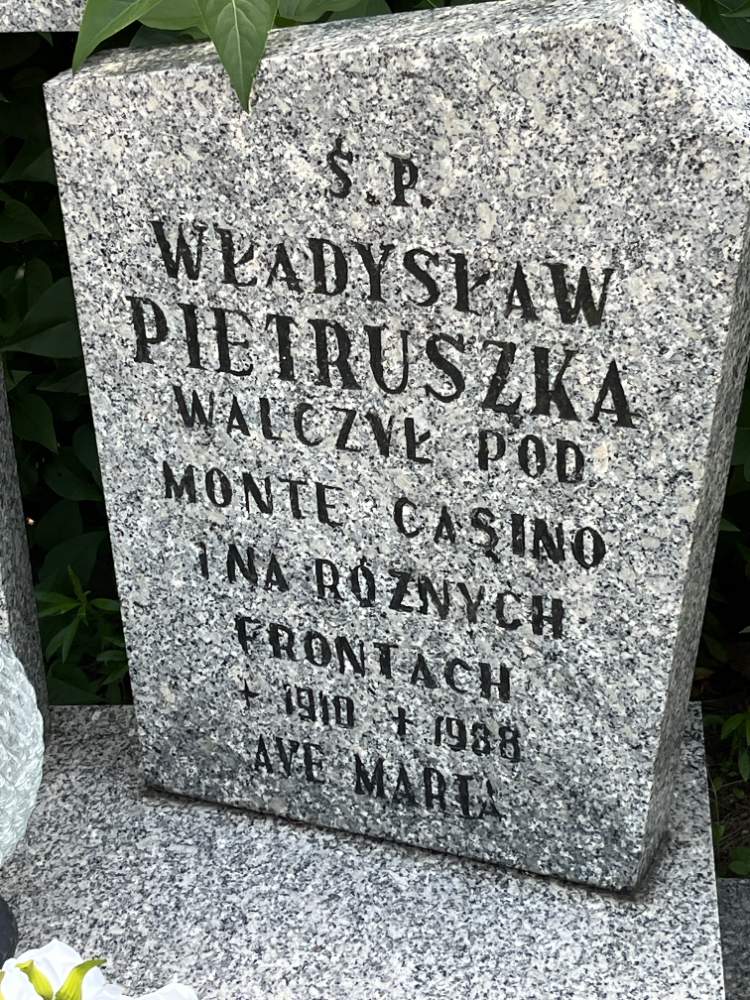 Ś.P.
WŁADYSŁAW
PIETRUSZKA
WALCZYŁ POD
MONTE CASINO
I NA RÓŻNYCH
FRONTACH
+ 1910 + 1988
AVE MARIA